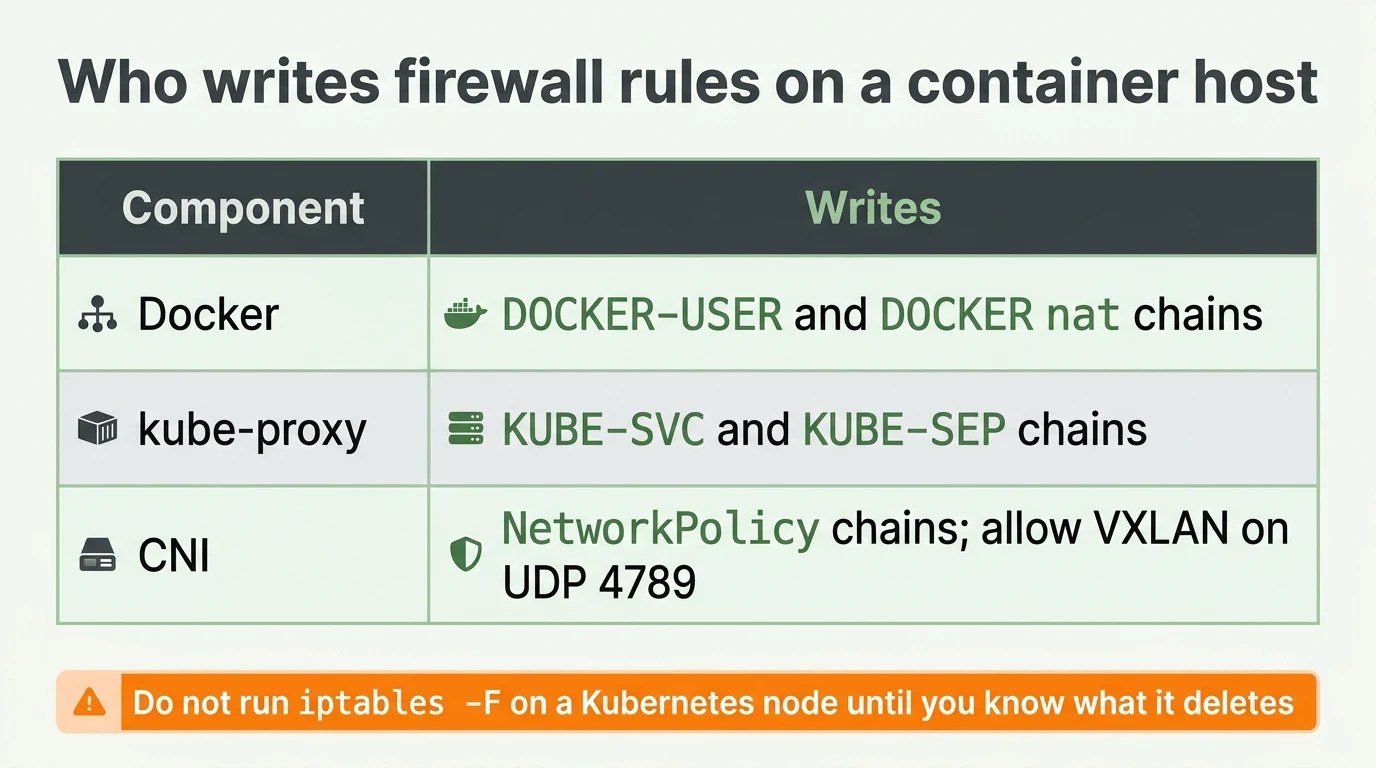 Who writes firewall rules on a container host
Component
Writes
Docker
DOCKER-USER and DOCKER nat chains
kube-proxy
KUBE-SVC and KUBE-SEP chains
CNI
NetworkPolicy chains; allow VXLAN on
UDP 4789
Do not run iptables -F on a Kubernetes node until you know what it deletes